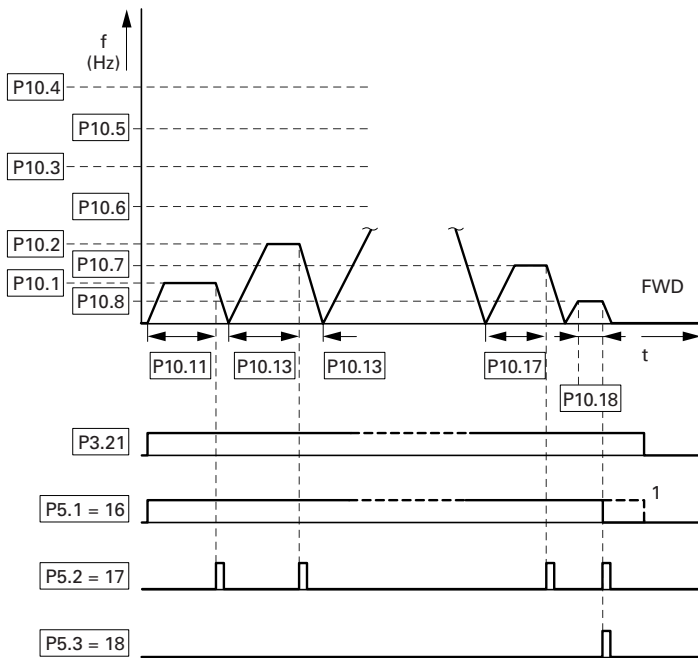 f
(Hz)
P10.4
P10.5
P10.3
P10.6
P10.2
P10.7
P10.1
P10.8
FWD
t
P10.11
P10.13
P10.13
P10.17
P10.18
P3.21
P5.1 = 16
1
P5.2 = 17
P5.3 = 18